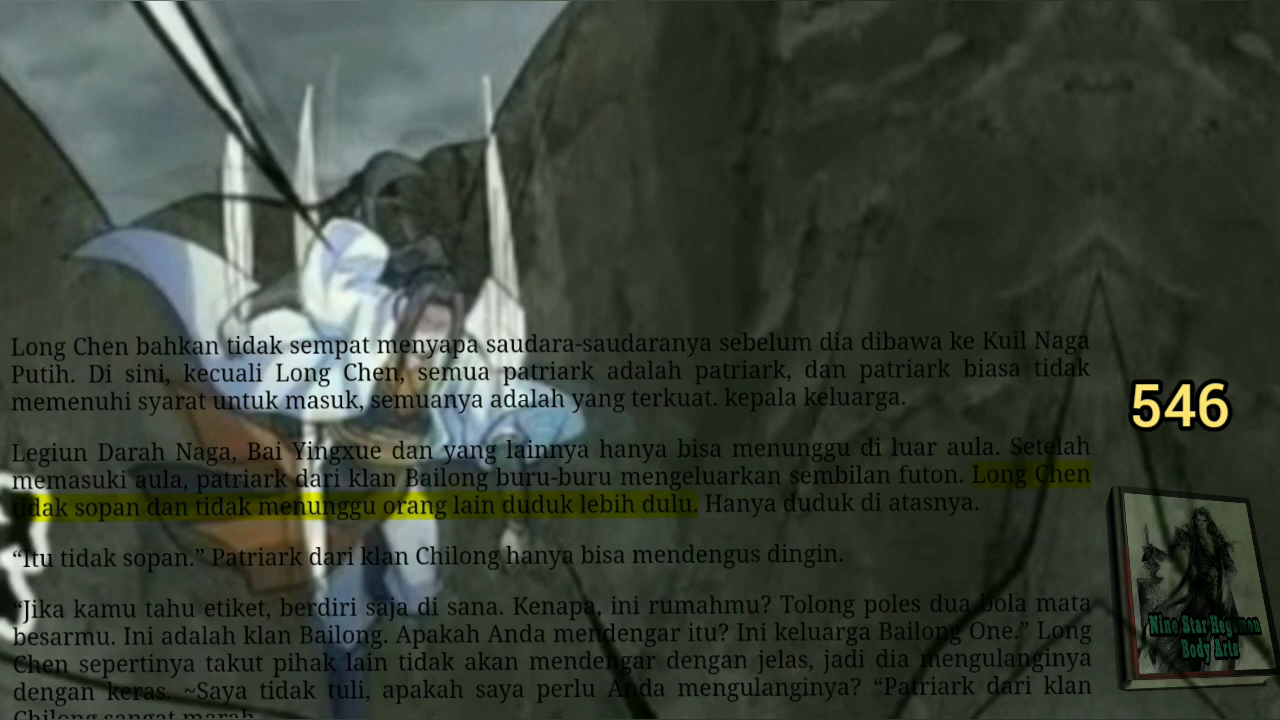 Long Chen bahkan tidak sempat menyapa saudara-saudaranya sebelum dia dibawa ke Kuil Naga
Putih. Di sini, kecuali Long Chen, semua patriark adalah patriark, dan patriark biasa tidak
memenuhi syarat untuk masuk, semuanya adalah yang terkuat. kepala keluarga.
Legiun Darah Naga, Bai Yingxue dan yang lainnya hanya bisa menunggu di luar aula. Setelah
memasuki aula, patriark dari klan Bailong buru-buru mengeluarkan sembilan futon. Long Chen
tidak sopan dan tidak menunggu orang lain duduk lebih dulu. Hanya duduk di atasnya.
“Itu tidak sopan.” Patriark dari klan Chilong hanya bisa mendengus dingin.
“Jika kamu tahu etiket, berdiri saja di sana. Kenapa, ini rumahmu? Tolong poles dua bola mata
besarmu. Ini adalah klan Bailong. Apakah Anda mendengar itu? Ini keluarga Bailong One.” Long
Chen sepertinya takut pihak lain tidak akan mendengar dengan jelas, jadi dia mengulanginya
dengan keras. ~Saya tidak tuli, apakah saya perlu Anda mengulanginya? “Patriark dari klan
Chilong sangat marah.
546
Nine Star Hegemon
Body Arts